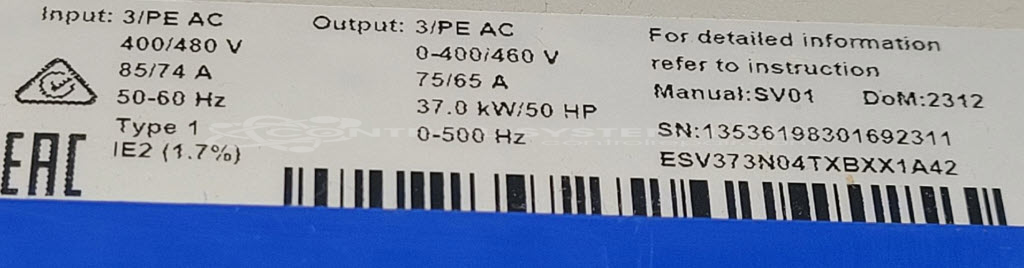 Input: 3/PE AC
400/480 V
85/74 A
50-60 Hz
Type 1
IE2 (1.7%)
EAC
Output: 3/PE AC
0-400/460 V
75/65 A
37.0 kW/50 HP
0-500 Hz
For detailed information
refer to instruction
Manual:SV01 DoM:2312
SN:13536198301692311
ESV373N04TXBXX1A42